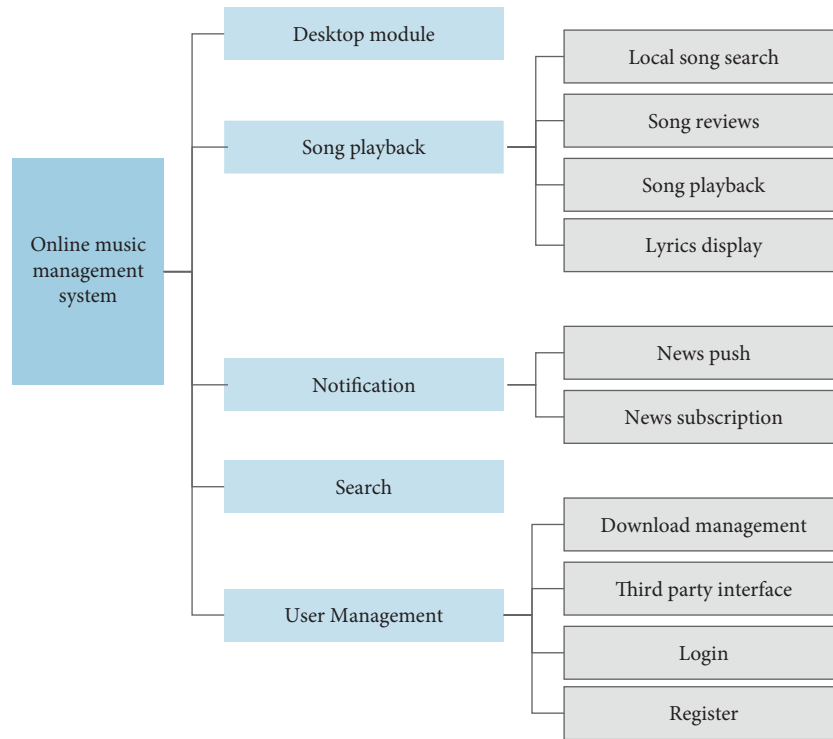 Online music
management
system
Desktop module
Song playback
Local song search
Song reviews
Song playback
Lyrics display
Notification
News push
News subscription
Search
User Management
Download management
Third party interface
Login
Register